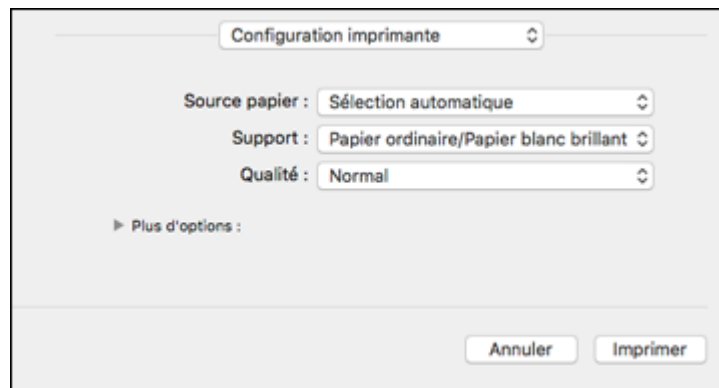 Configuration imprimante
Source papier : Sélection automatique
Support : Papier ordinaire/Papier blanc brillant
Qualité : Normal
Plus d'options :
Annuler Imprimer